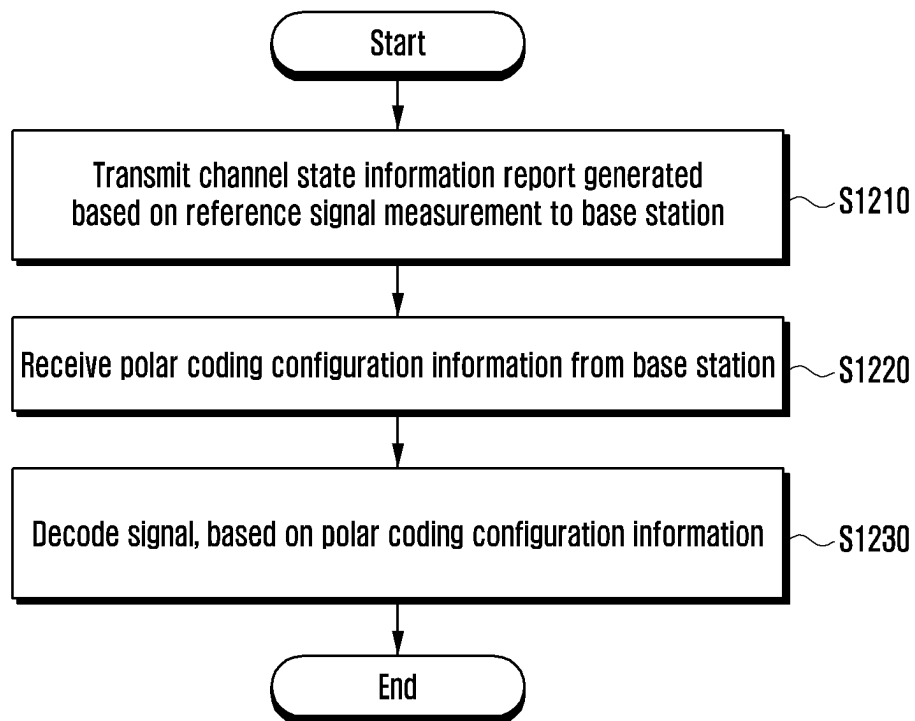 Start
Transmit channel state information report generated
based on reference signal measurement to base station
S1210
Receive polar coding configuration information from base station
S1220
Decode signal, based on polar coding configuration information
S1230
End